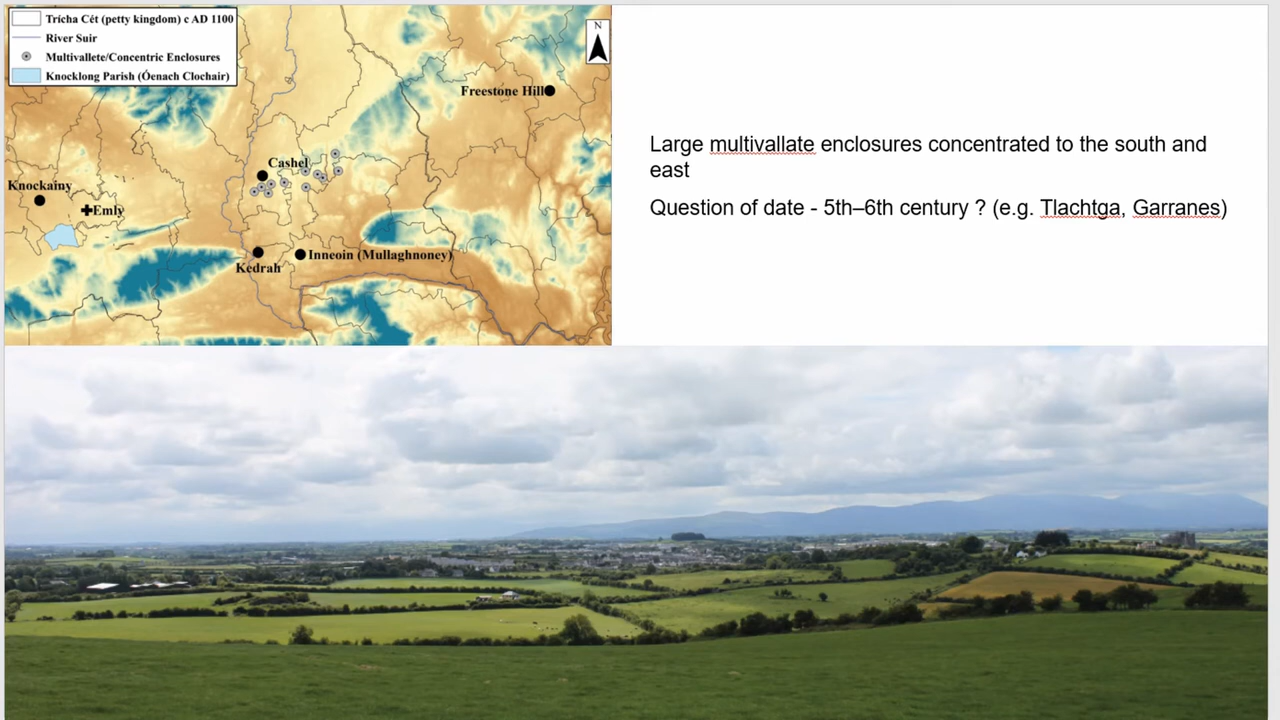 Trícha Cét (petty kingdom) c AD 1100
River Suir
Multivallete/Concentric Enclosures
Knocklong Parish (Óenach Clochair)
N
Freestone Hill
Cashel
Knockainy
Emly
Kedrah
Inneoin (Mullaghnoney)
Large multivallate enclosures concentrated to the south and
east
Question of date - 5th–6th century ? (e.g. Tlachtga, Garranes)